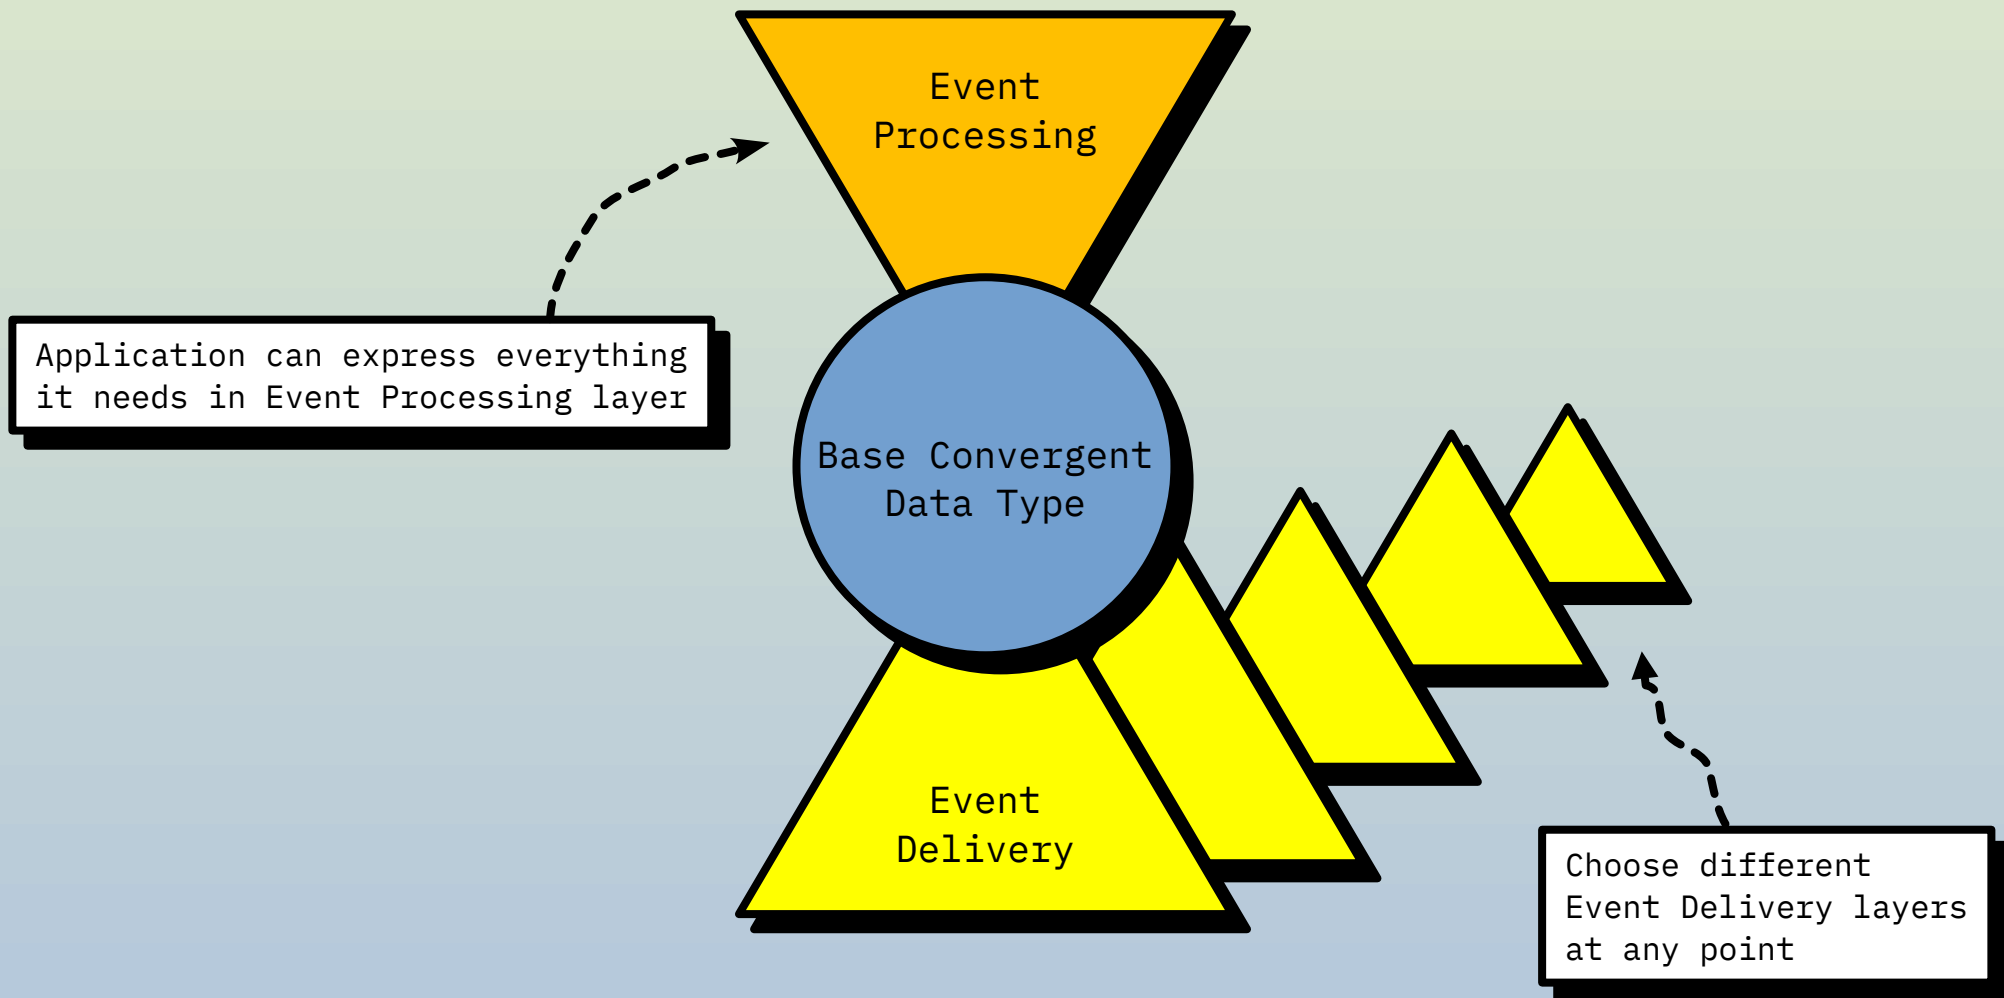 Event
Processing
Application can express everything
it needs in Event Processing layer
Base Convergent
Data Type
Event
Delivery
Choose different
Event Delivery layers
at any point